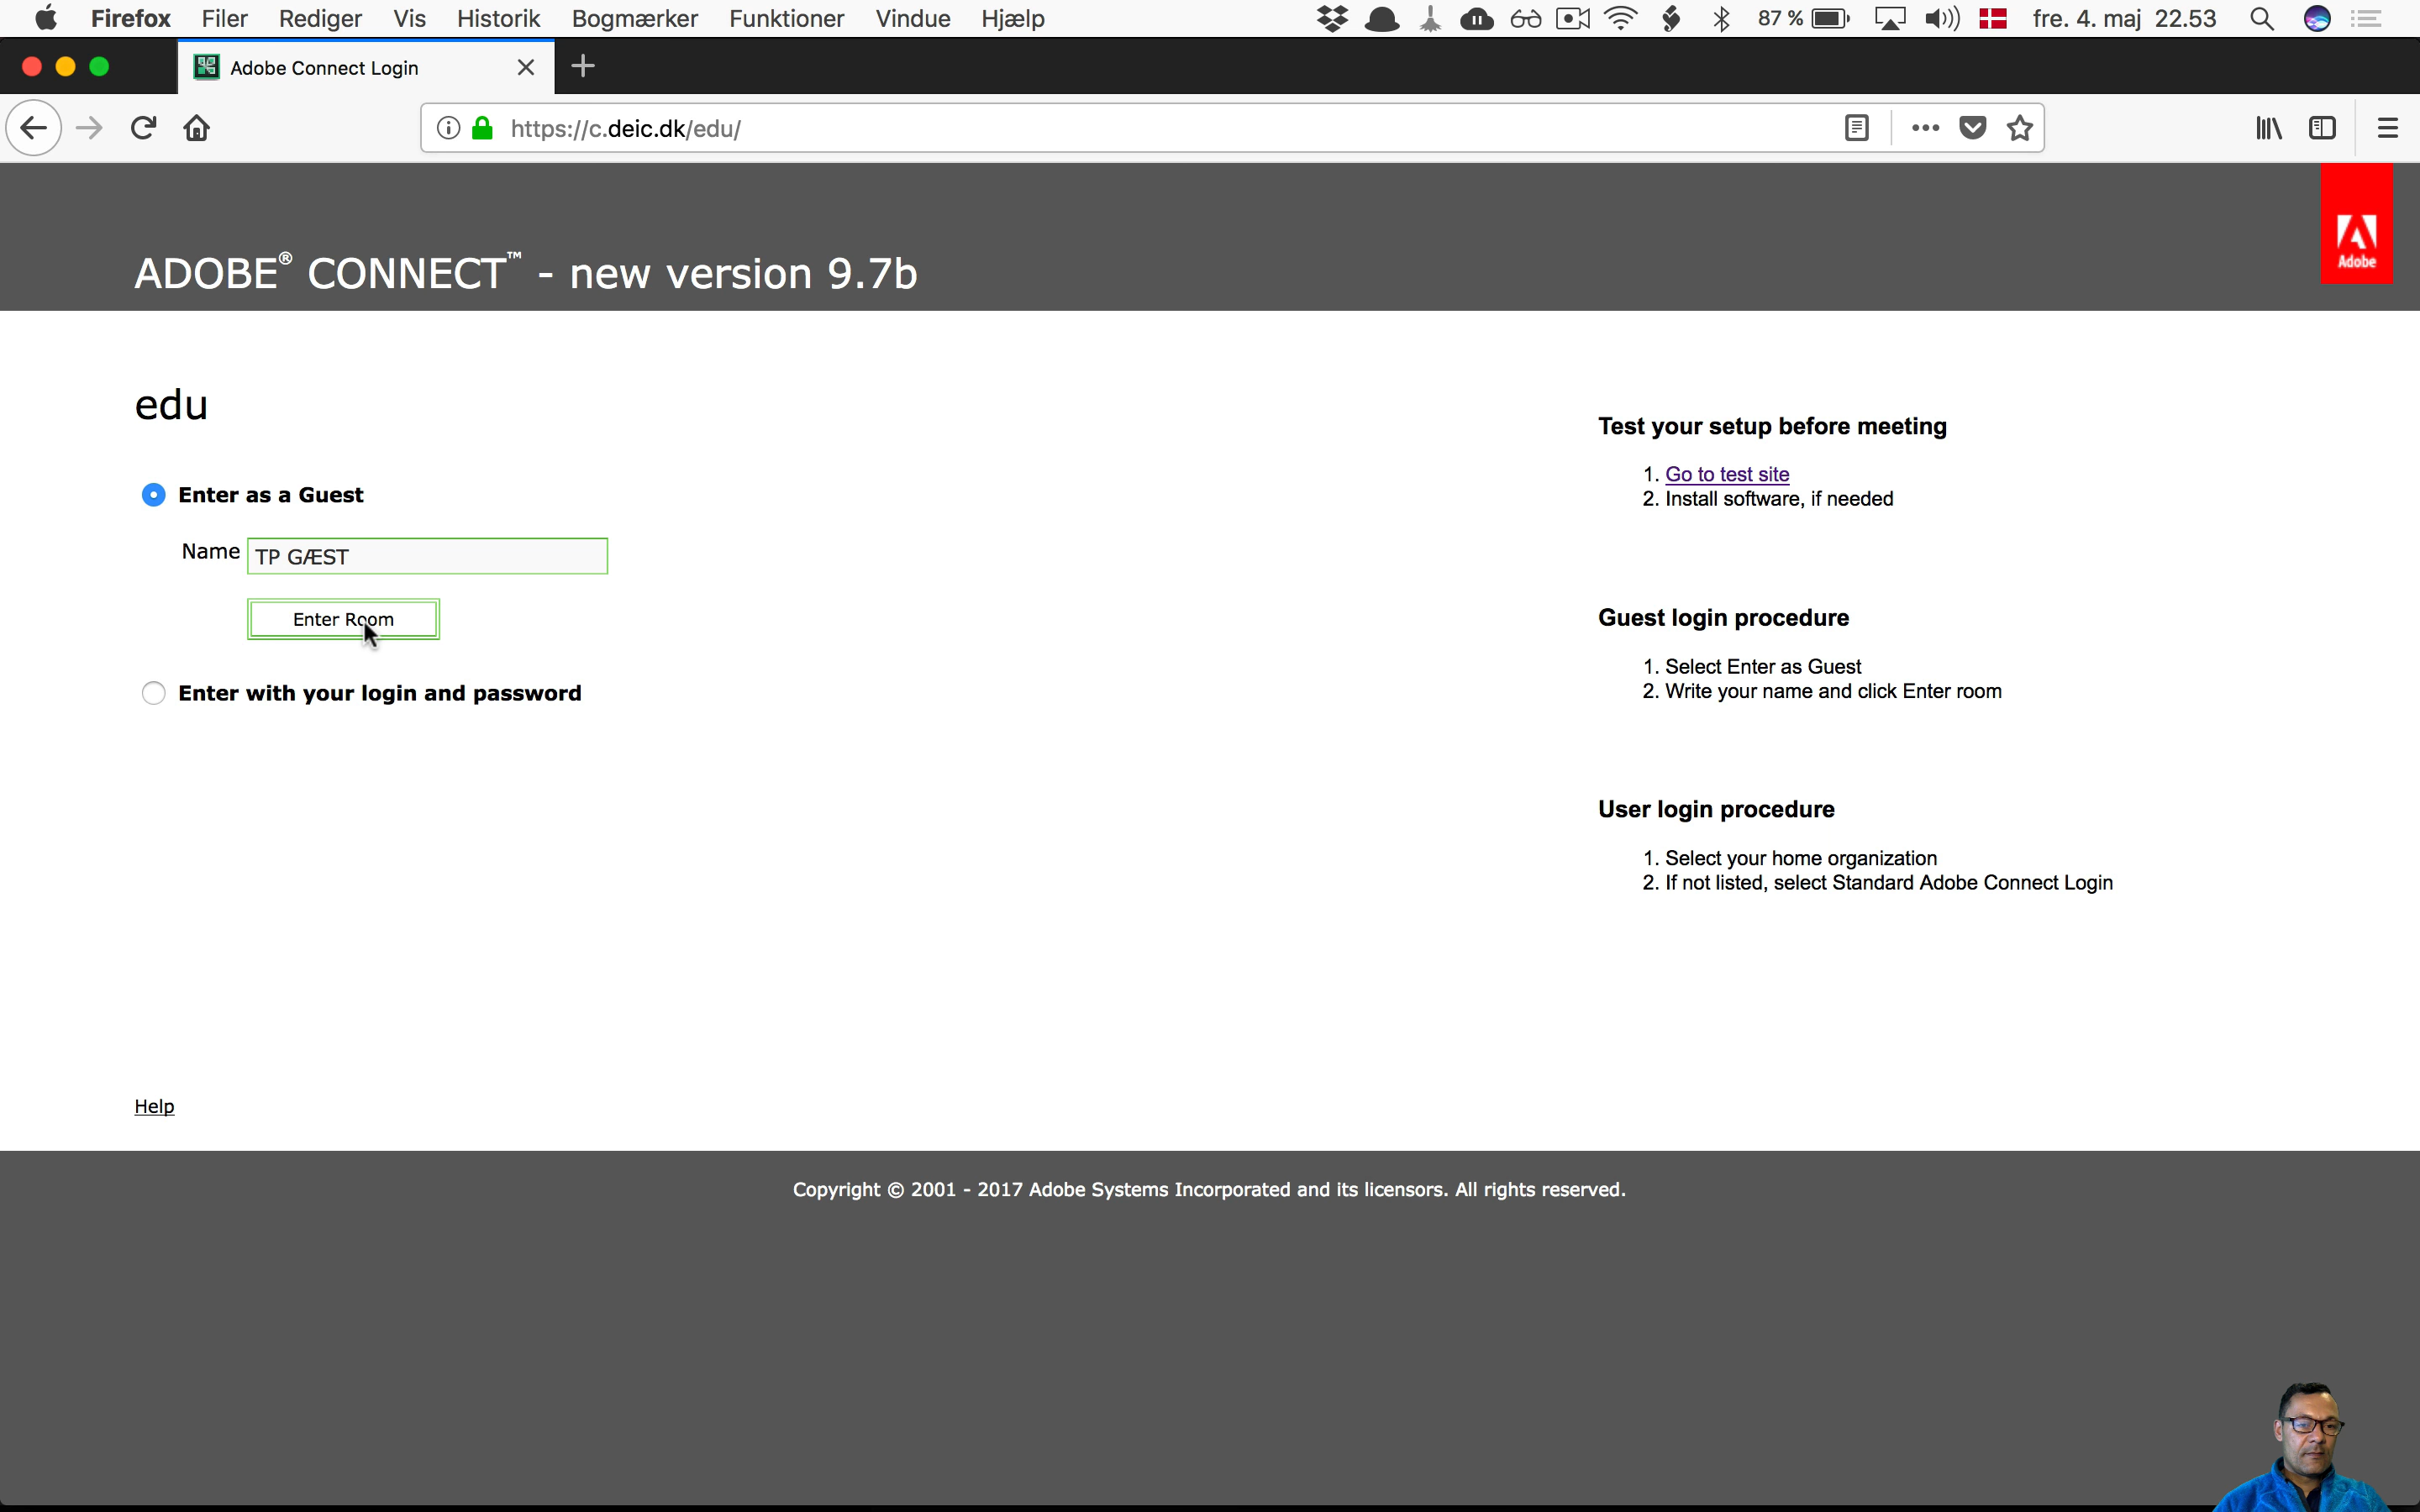 Firefox Filer Rediger Vis Historik Bogmærker Funktioner Vindue Hjælp 87 % fre. 4. maj 22.53
Adobe Connect Login
https://c.deic.dk/edu/
Adobe
ADOBE® CONNECT™ - new version 9.7b
edu
Enter as a Guest
Name TP GÆST
Enter Room
Enter with your login and password
Test your setup before meeting
1. Go to test site
2. Install software, if needed
Guest login procedure
1. Select Enter as Guest
2. Write your name and click Enter room
User login procedure
1. Select your home organization
2. If not listed, select Standard Adobe Connect Login
Help
Copyright © 2001 - 2017 Adobe Systems Incorporated and its licensors. All rights reserved.